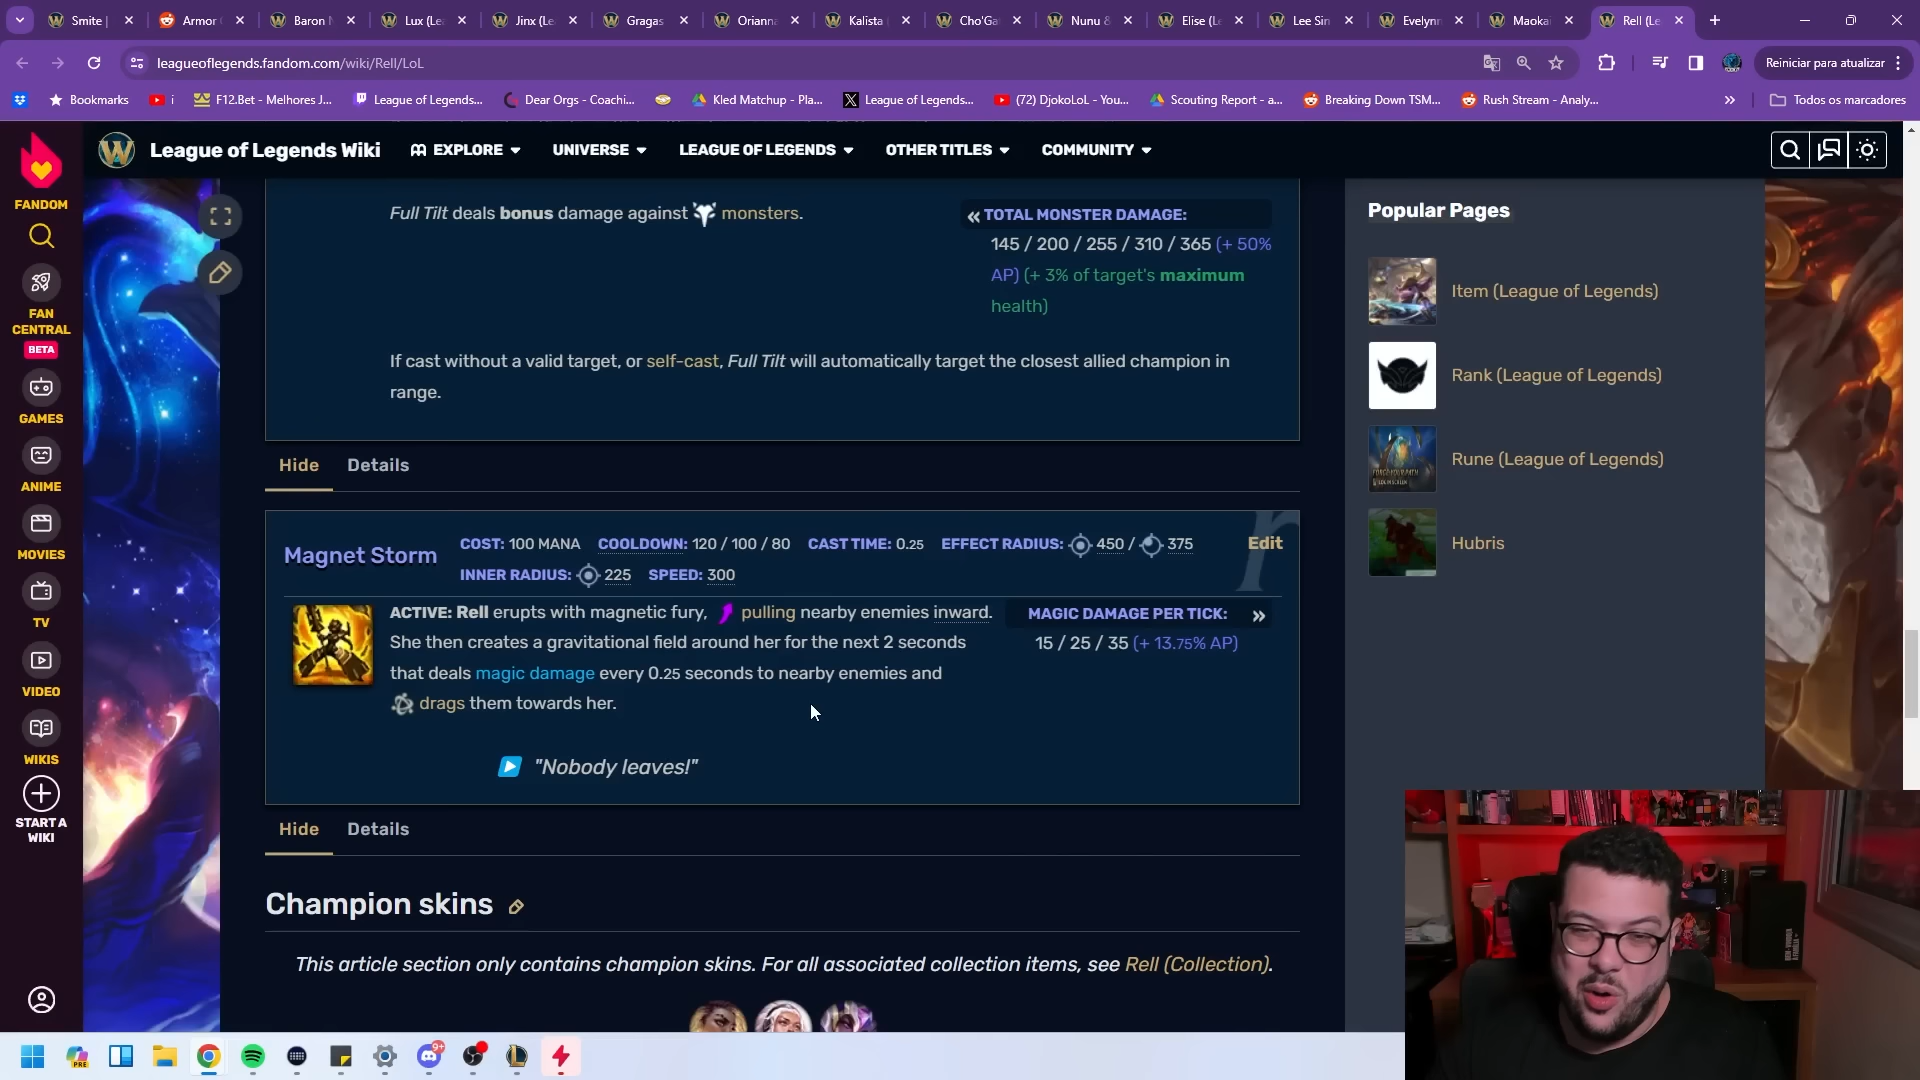 Smite |
Armor
Baron N
Lux (Le
Jinx (Le
Gragas
Orianna
Kalista
Cho'Ga
Nunu &
Elise (L
Lee Sin
Evelynn
Maoka
Rell (Le
leagueoflegends.fandom.com/wiki/Rell/LoL
Reiniciar para atualizar
Bookmarks
i
F12.Bet - Melhores J...
League of Legends...
Dear Orgs - Coachi...
Kled Matchup - Pla...
League of Legends...
(72) DjokoLoL - You...
Scouting Report - a...
Breaking Down TSM...
Rush Stream - Analy...
Todos os marcadores
League of Legends Wiki
EXPLORE
UNIVERSE
LEAGUE OF LEGENDS
OTHER TITLES
COMMUNITY
FANDOM
FAN
CENTRAL
BETA
GAMES
ANIME
MOVIES
TV
VIDEO
WIKIS
START A
WIKI
Full Tilt deals bonus damage against monsters.
TOTAL MONSTER DAMAGE:
145 / 200 / 255 / 310 / 365 (+ 50%
AP) (+ 3% of target's maximum
health)
If cast without a valid target, or self-cast, Full Tilt will automatically target the closest allied champion in
range.
Hide
Details
Magnet Storm
COST: 100 MANA COOLDOWN: 120 / 100 / 80 CAST TIME: 0.25 EFFECT RADIUS: 450 / 375
INNER RADIUS: 225 SPEED: 300
Edit
ACTIVE: Rell erupts with magnetic fury, pulling nearby enemies inward.
She then creates a gravitational field around her for the next 2 seconds
that deals magic damage every 0.25 seconds to nearby enemies and
drags them towards her.
MAGIC DAMAGE PER TICK: »
15 / 25 / 35 (+ 13.75% AP)
"Nobody leaves!"
Hide
Details
Champion skins
This article section only contains champion skins. For all associated collection items, see Rell (Collection).
Popular Pages
Item (League of Legends)
Rank (League of Legends)
Rune (League of Legends)
Hubris
PRE
9+